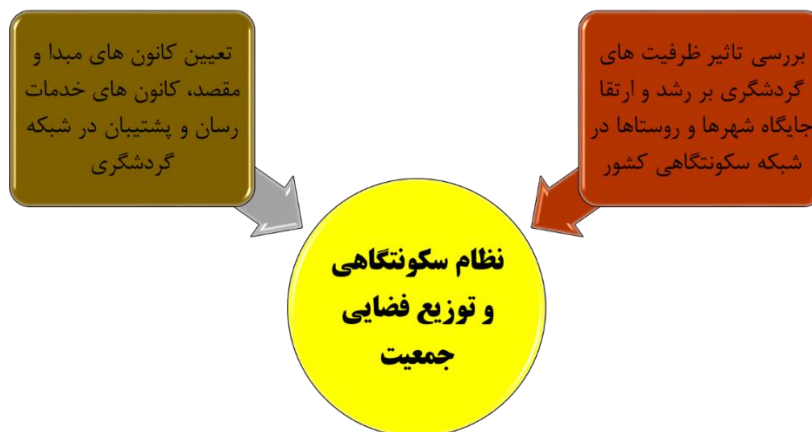 بررسی تاثیر ظرفیت های
گردشگری بر رشد و ارتقا
جایگاه شهرها و روستاها در
شبکه سکونتگاهی کشور
تعیین کانون های مبدا و
مقصد، کانون های خدمات
رسان و پشتیبان در شبکه
گردشگری
نظام سکونتگاهی
و توزیع فضایی
جمعیت